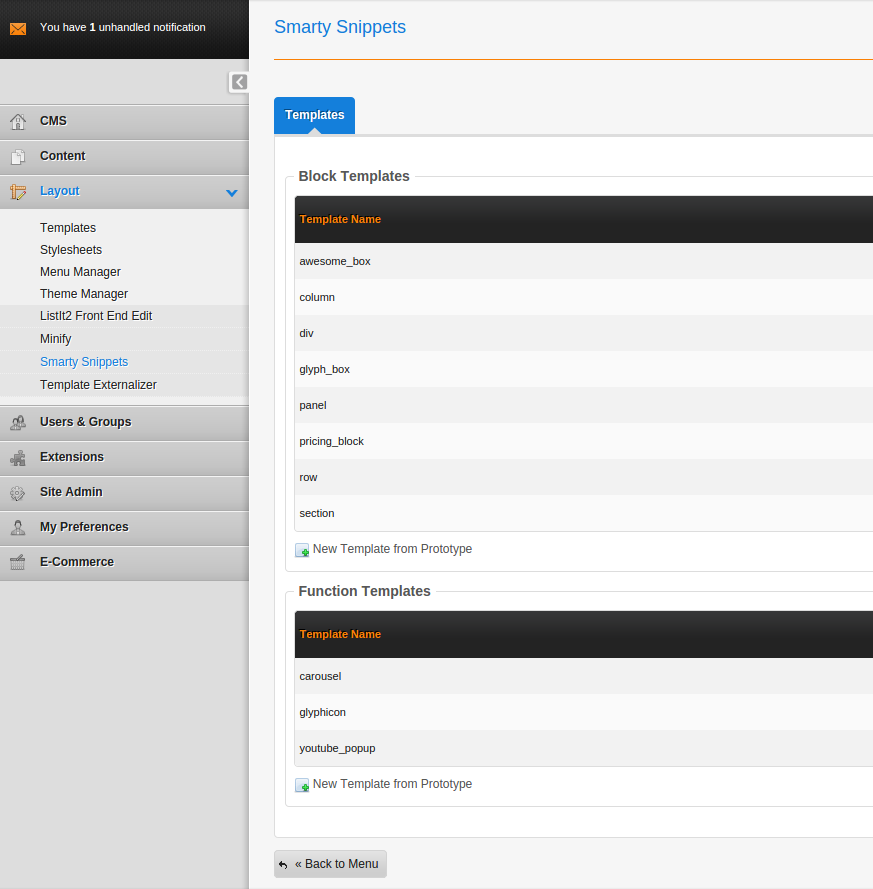 You have 1 unhandled notification
CMS
Content
Layout
Templates
Stylesheets
Menu Manager
Theme Manager
ListIt2 Front End Edit
Minify
Smarty Snippets
Template Externalizer
Users & Groups
Extensions
Site Admin
My Preferences
E-Commerce
Smarty Snippets
Templates
Block Templates
Template Name
awesome_box
column
div
glyph_box
panel
pricing_block
row
section
New Template from Prototype
Function Templates
Template Name
carousel
glyphicon
youtube_popup
New Template from Prototype
« Back to Menu